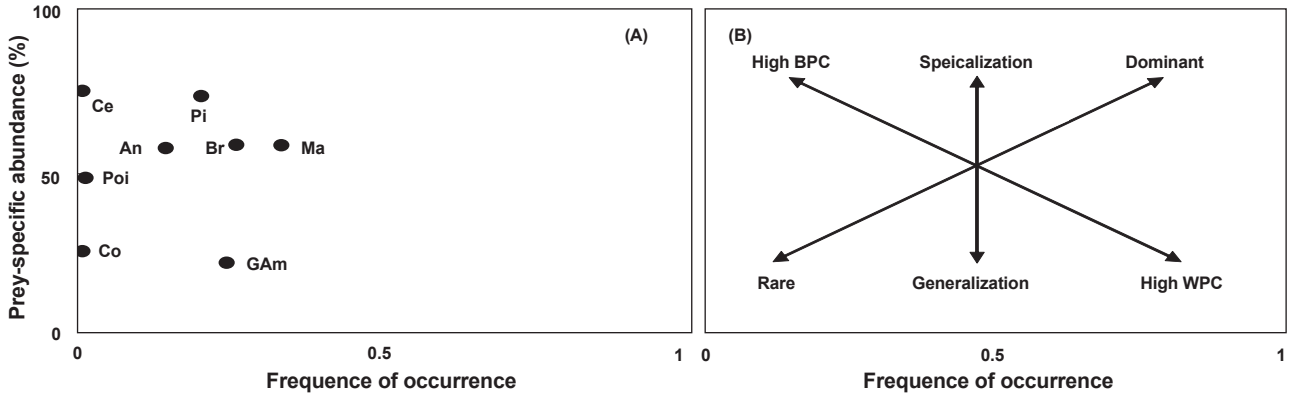 100
(A)
(B)
High BPC
Speicalization
Dominant
Ce
Pi
An
Br
Ma
50
Poi
Co
GAm
Rare
Generalization
High WPC
0
Prey-specific abundance (%)
0
0.5
1
0
0.5
1
Frequence of occurrence
Frequence of occurrence